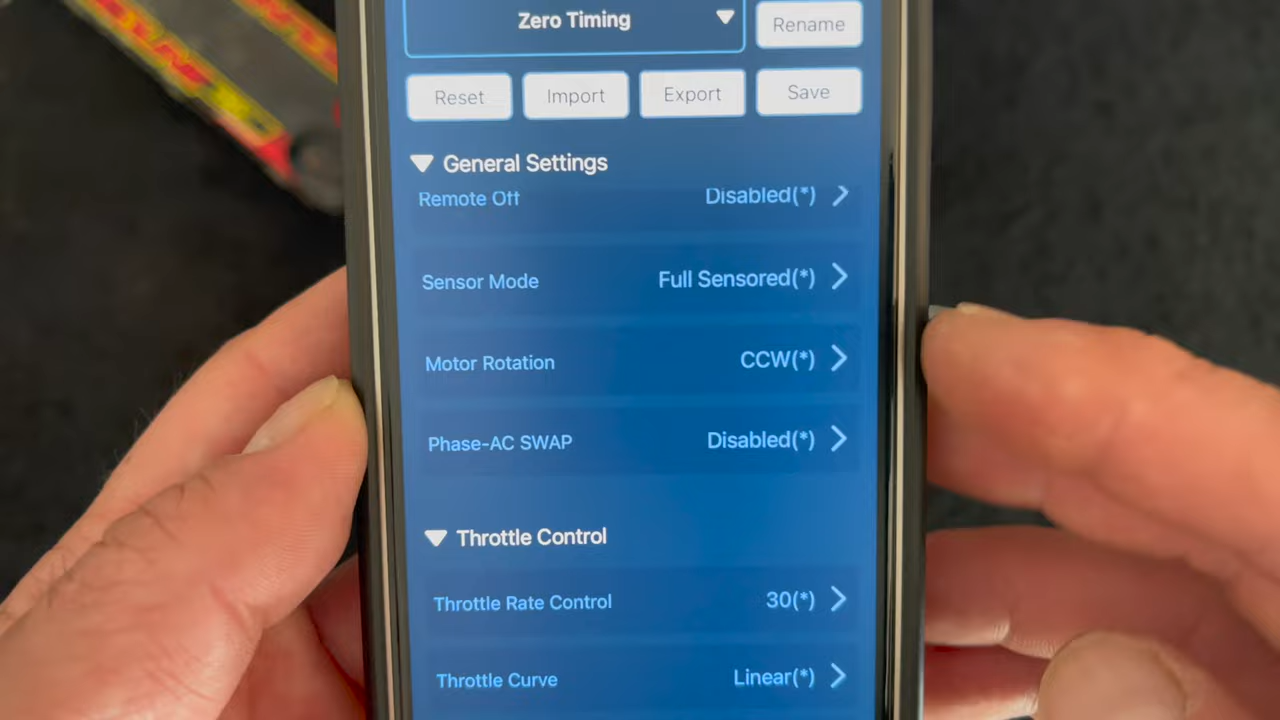 Zero Timing
Rename
Reset Import Export Save
General Settings
Remote Off Disabled(*)
Sensor Mode Full Sensored(*)
Motor Rotation CCW(*)
Phase-AC SWAP Disabled(*)
Throttle Control
Throttle Rate Control 30(*)
Throttle Curve Linear(*)